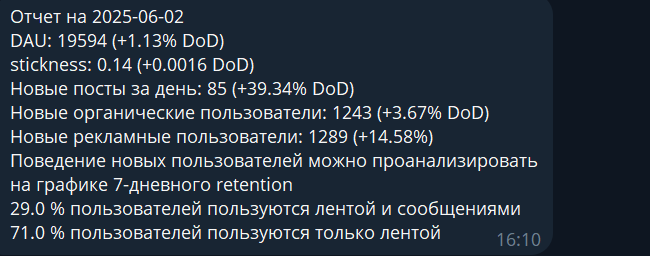 Отчет на 2025-06-02
DAU: 19594 (+1.13% DoD)
stickness: 0.14 (+0.0016 DoD)
Новые посты за день: 85 (+39.34% DoD)
Новые органические пользователи: 1243 (+3.67% DoD)
Новые рекламные пользователи: 1289 (+14.58%)
Поведение новых пользователей можно проанализировать
на графике 7-дневного retention
29.0 % пользователей пользуются лентой и сообщениями
71.0 % пользователей пользуются только лентой
16:10